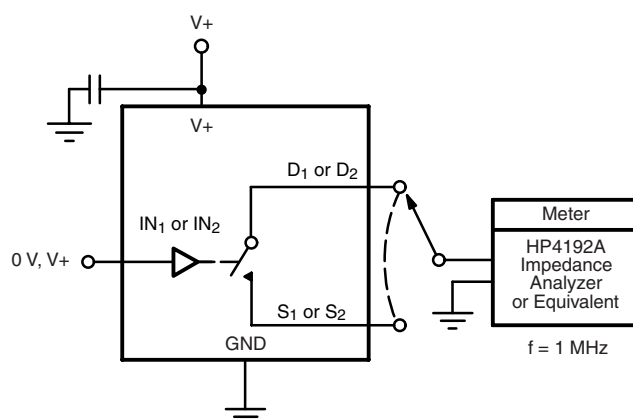 V+
V+
D1 or D2
IN1 or IN2
0 V, V+
S1 or S2
GND
Meter
HP4192A
Impedance
Analyzer
or Equivalent
f = 1 MHz